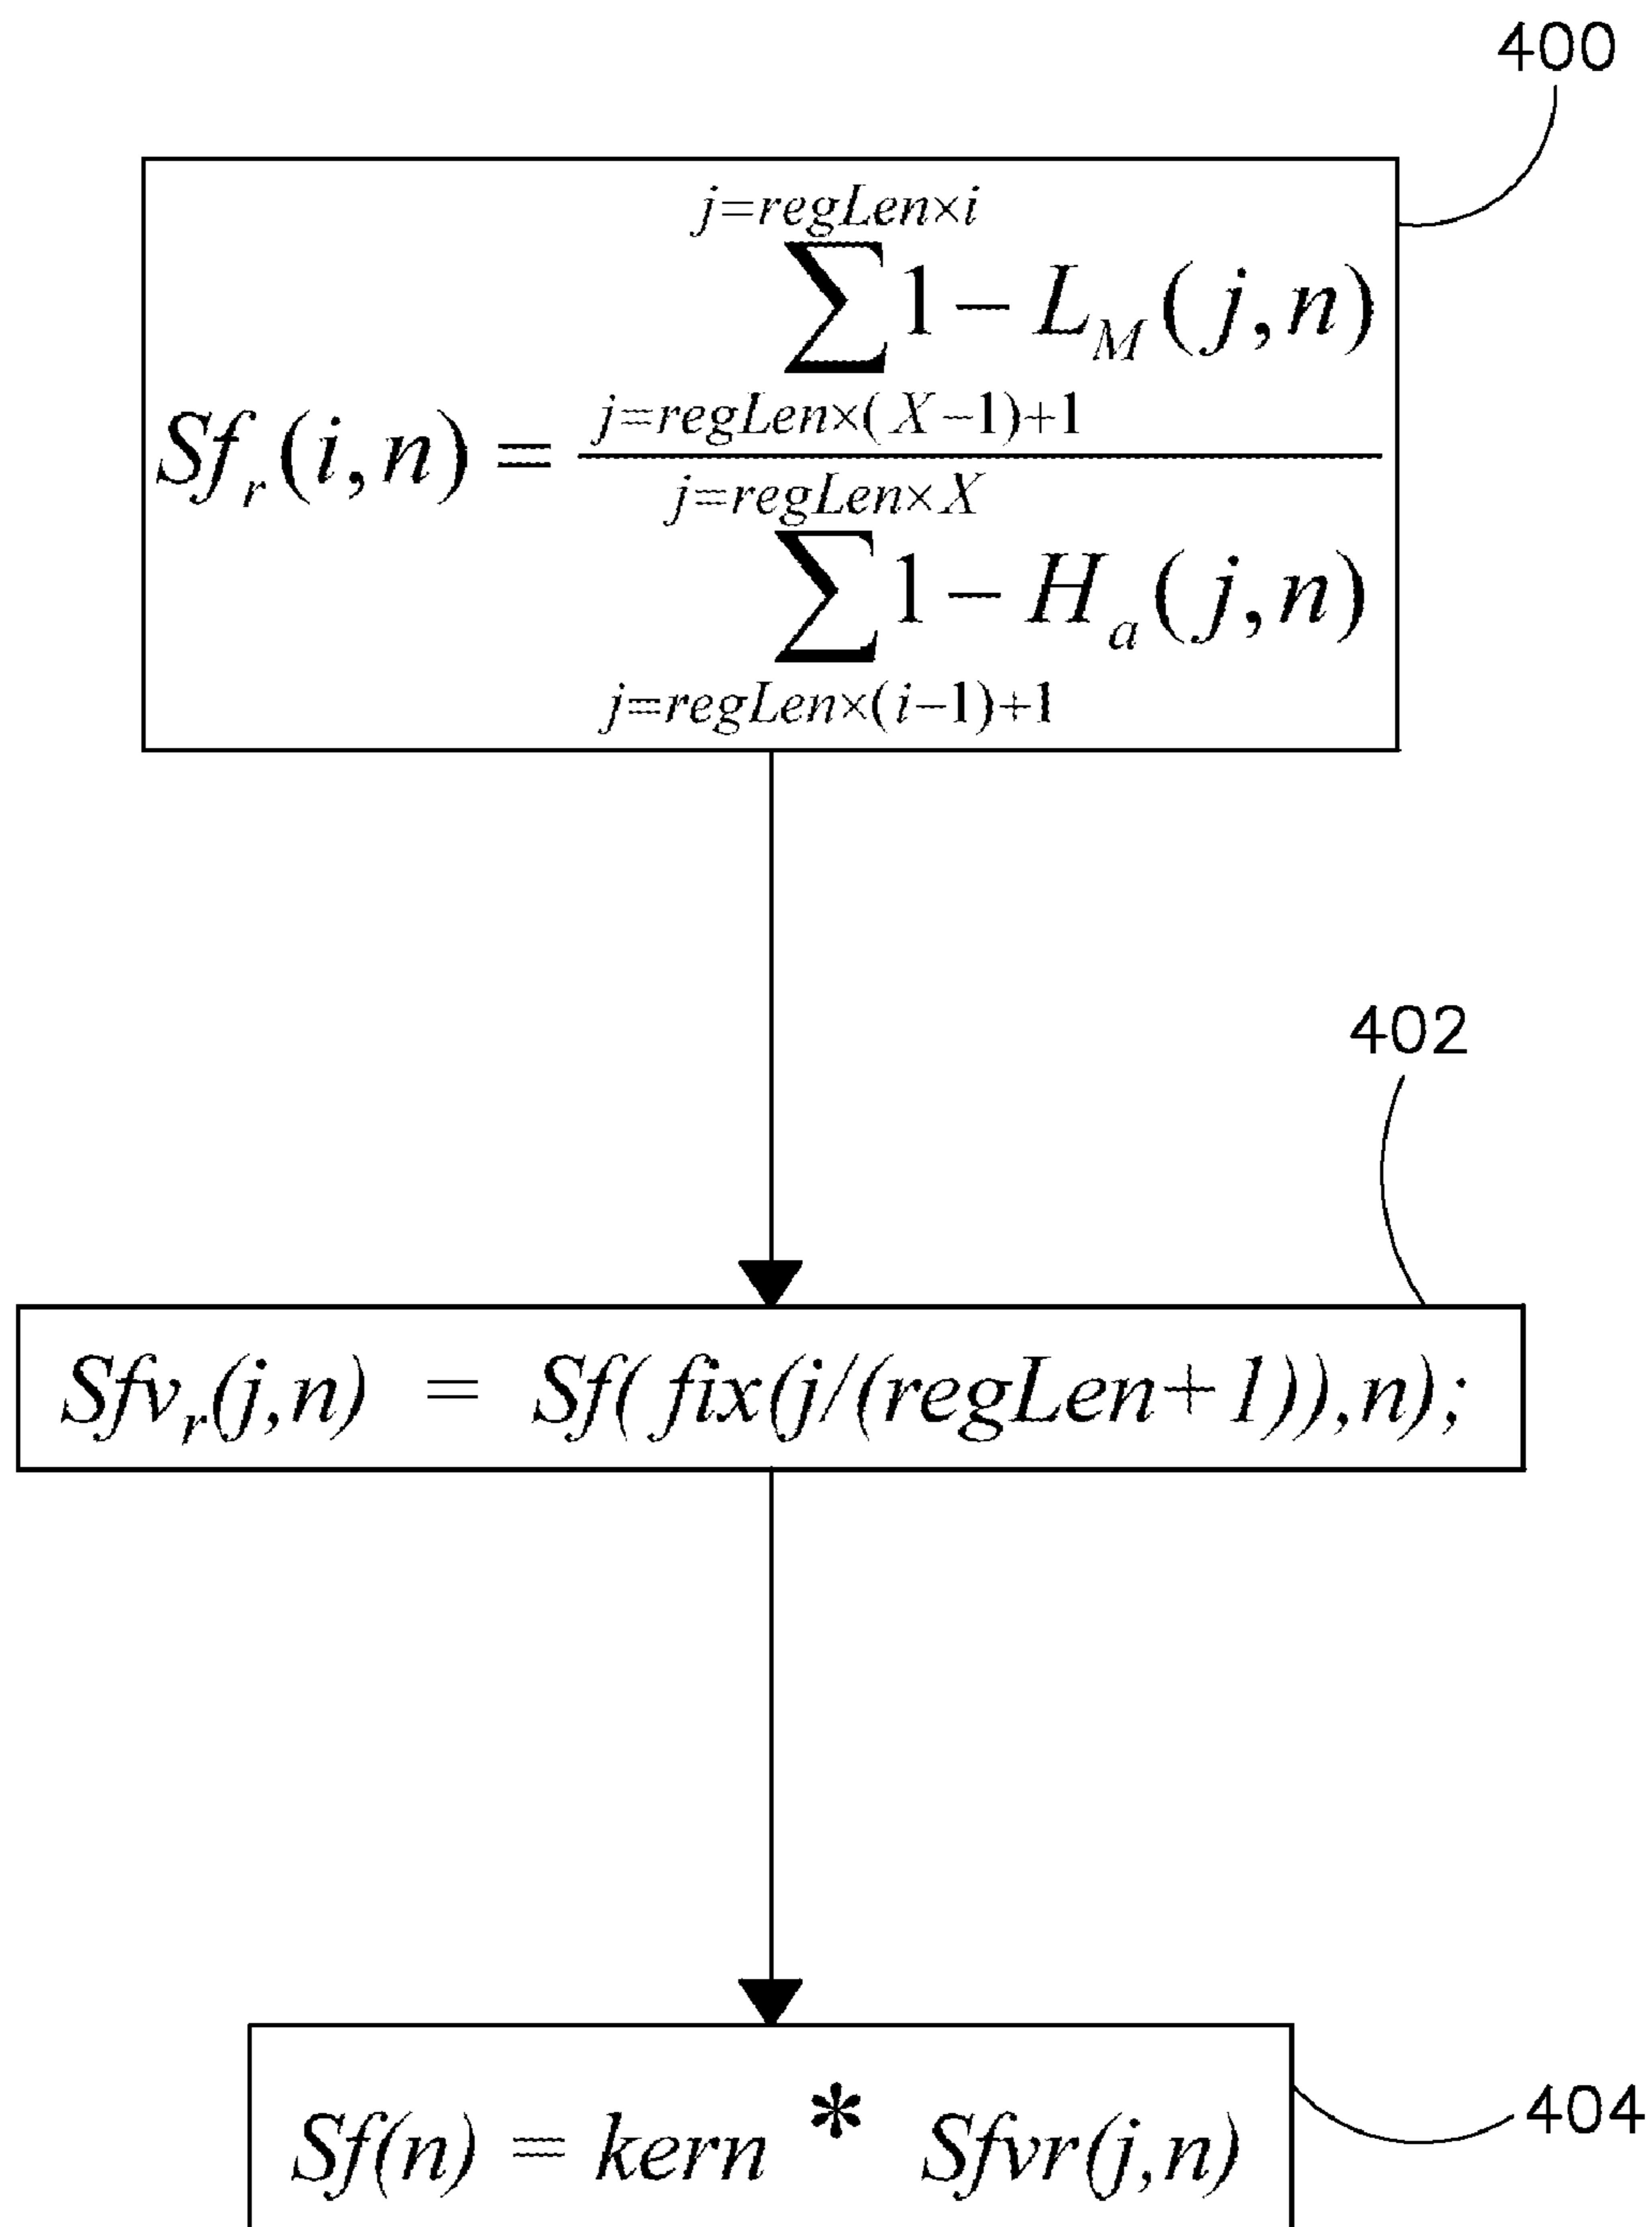 400
j=regLen×i
∑1−L_M(j,n)
j=regLen×(X−1)+1
Sf_r(i,n)=
j=regLen×X
∑1−H_a(j,n)
j=regLen×(i−1)+1
402
Sfv_r(j,n) = Sf(fix(j/(regLen+1)),n);
404
Sf(n)=kern * Sfvr(j,n)